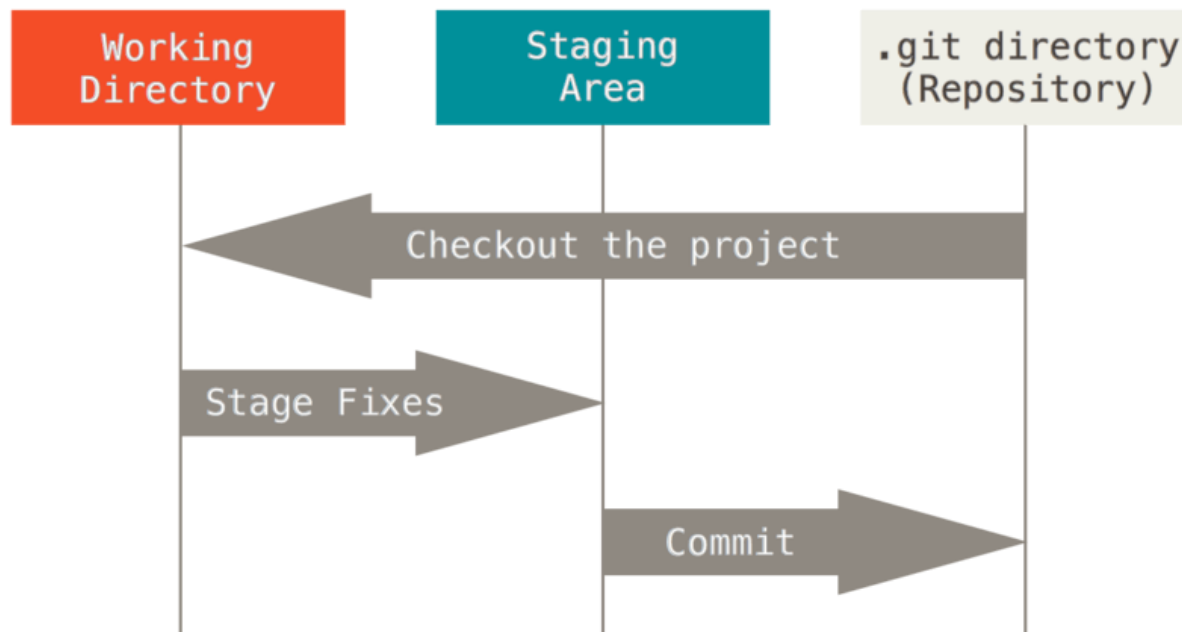 Working
Directory
Staging
Area
.git directory
(Repository)
Checkout the project
Stage Fixes
Commit